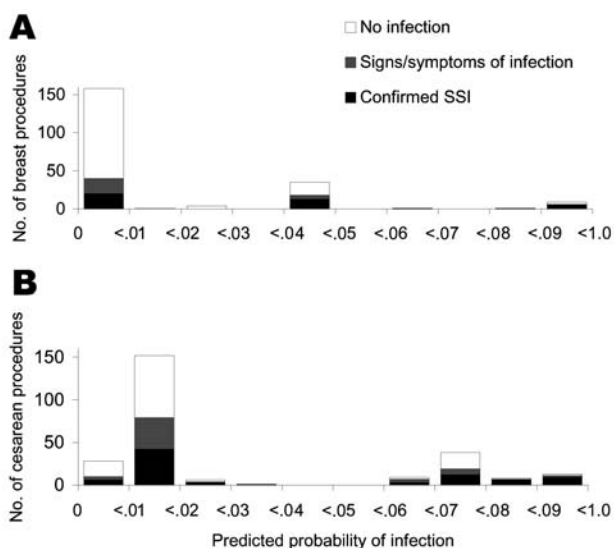 A
No infection
Signs/symptoms of infection
Confirmed SSI
No. of breast procedures
150
100
50
0
0 <.01 <.02 <.03 <.04 <.05 <.06 <.07 <.08 <.09 <1.0
B
No. of cesarean procedures
150
100
50
0
0 <.01 <.02 <.03 <.04 <.05 <.06 <.07 <.08 <.09 <1.0
Predicted probability of infection